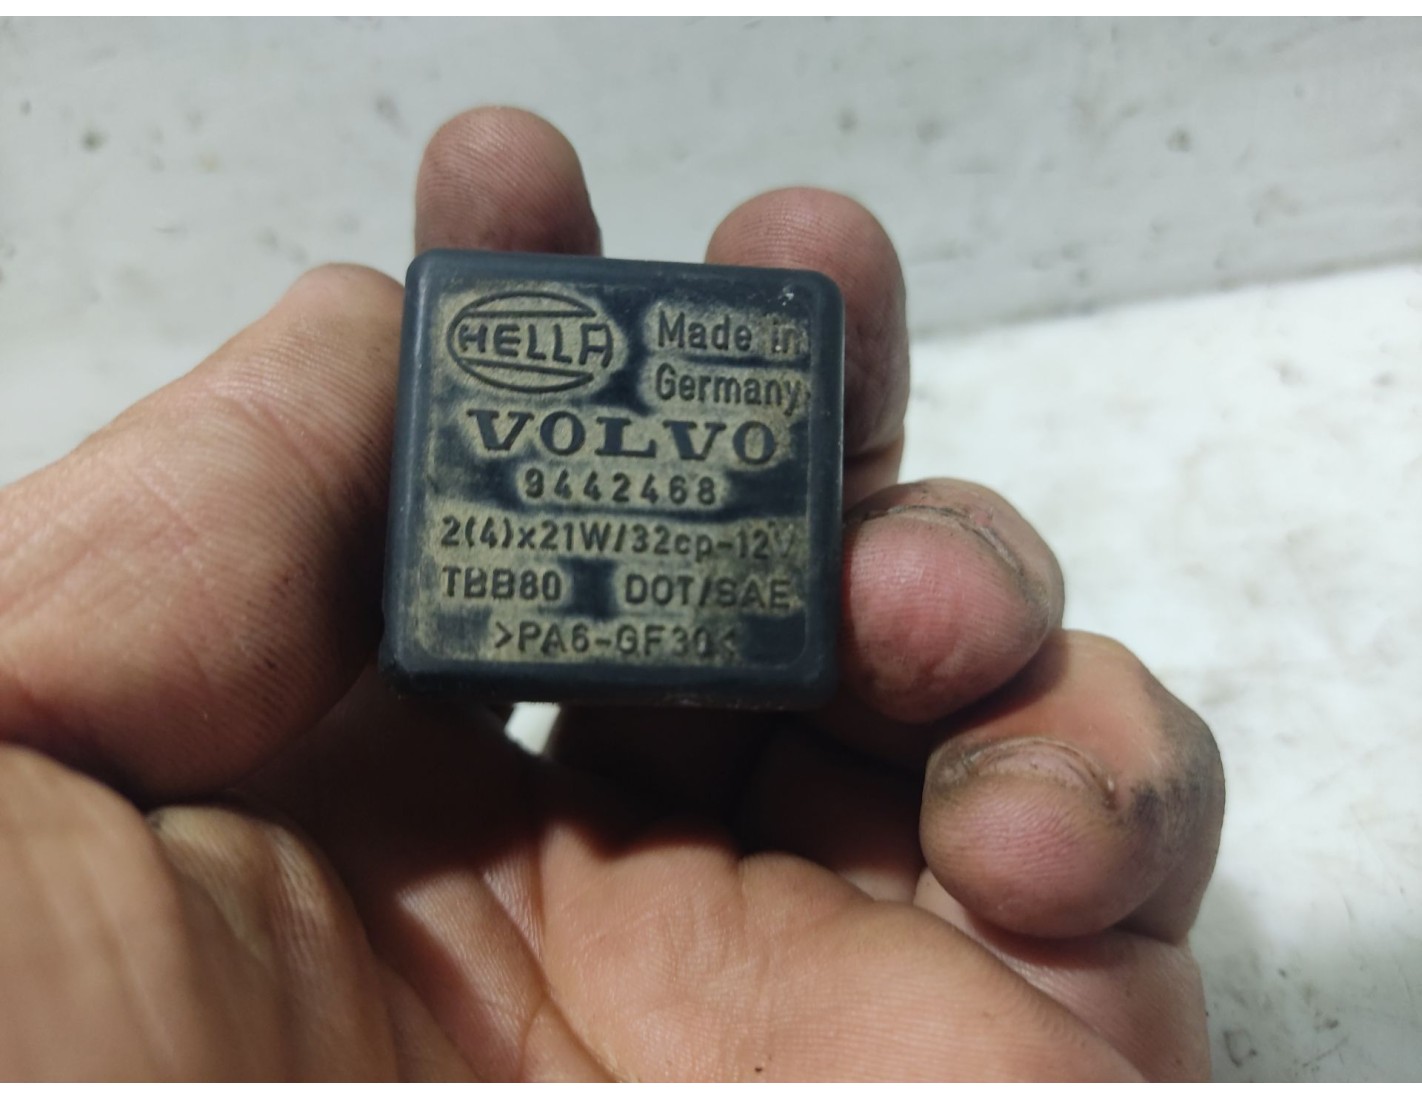 HELLA
Made in
Germany
VOLVO
9442468
2(4)x21W/32cp-12V
TBB80 DOT/SAE
>PA6-GF30<